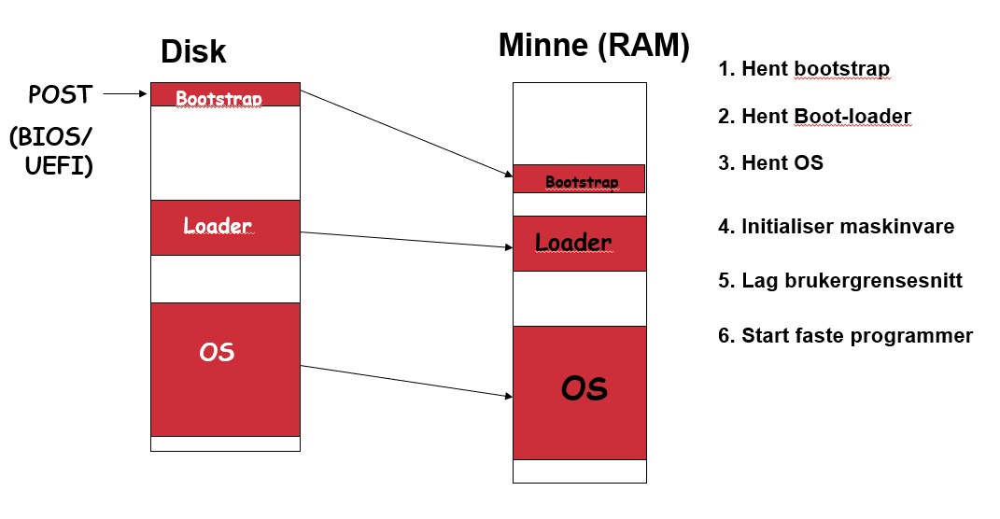 Disk
Minne (RAM)
POST
(BIOS/
UEFI)
Bootstrap
Loader
OS
Bootstrap
Loader
OS
1. Hent bootstrap
2. Hent Boot-loader
3. Hent OS
4. Initialiser maskinvare
5. Lag brukergrensesnitt
6. Start faste programmer